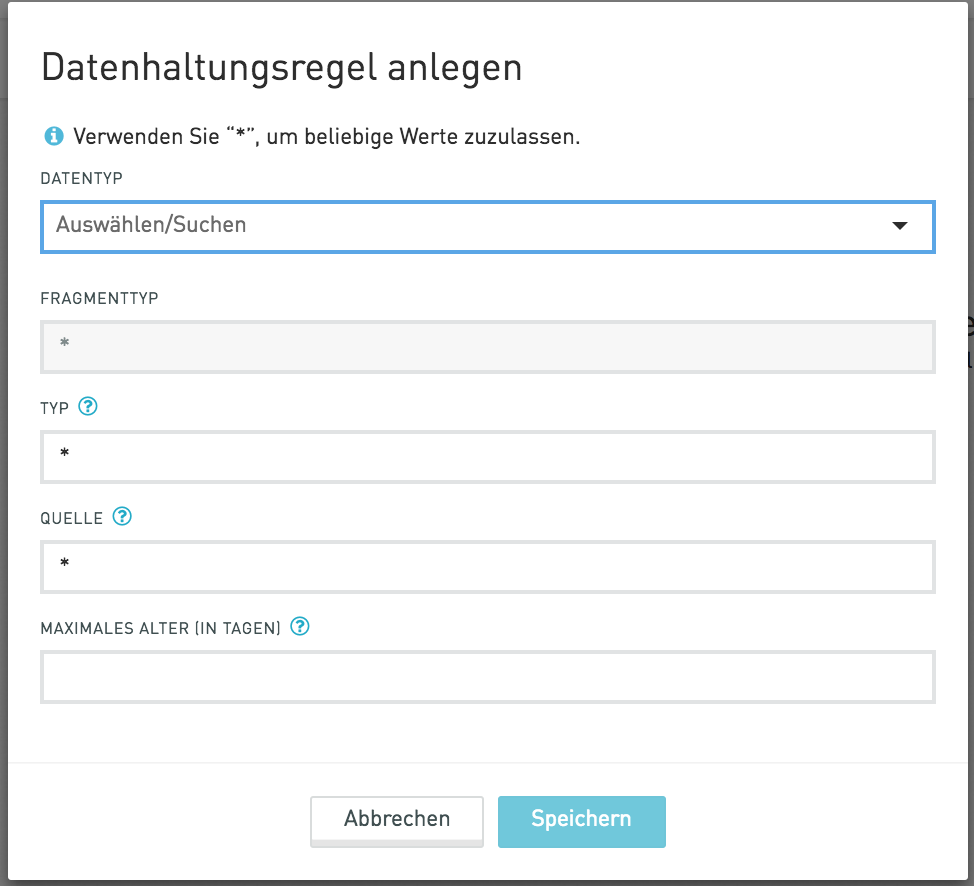 Datenhaltungsregel anlegen
Verwenden Sie “*”, um beliebige Werte zuzulassen.
DATENTYP
Auswählen/Suchen
FRAGMENTTYP
*
TYP ?
*
QUELLE ?
*
MAXIMALES ALTER (IN TAGEN) ?
Abbrechen
Speichern